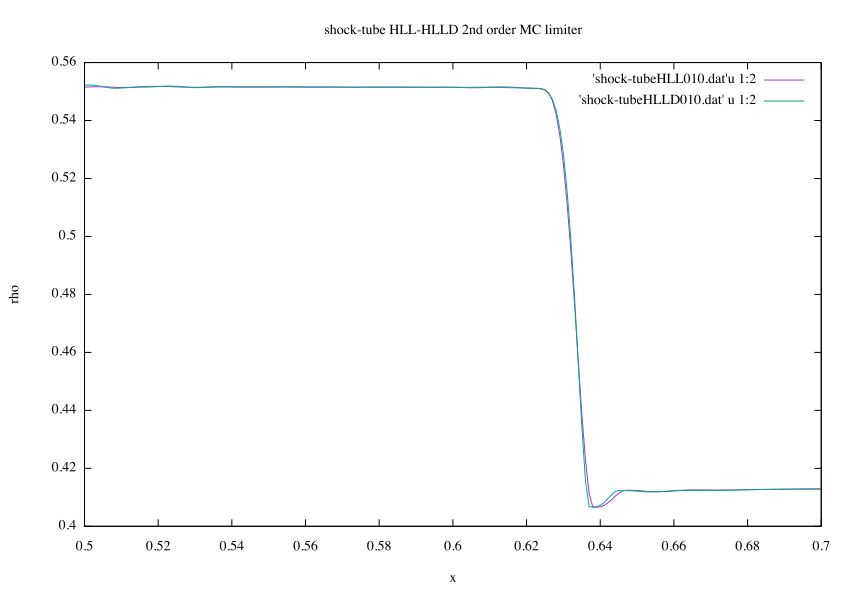 shock-tube HLL-HLLD 2nd order MC limiter
0.56
'shock-tubeHLL010.dat'u 1:2
'shock-tubeHLLD010.dat' u 1:2
0.54
0.52
0.5
0.48
rho
0.46
0.44
0.42
0.4
0.5 0.52 0.54 0.56 0.58 0.6 0.62 0.64 0.66 0.68 0.7
x